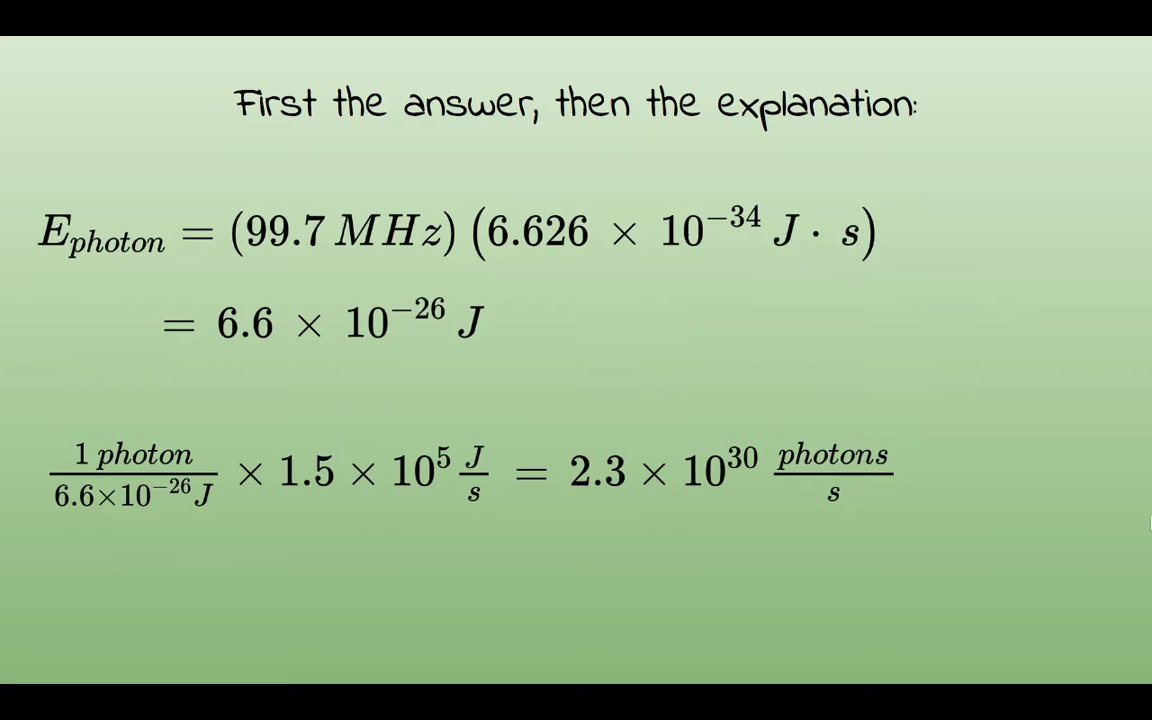 First the answer, then the explanation:
E_photon = (99.7 MHz) (6.626 × 10^−34 J · s)
= 6.6 × 10^−26 J
1 photon / 6.6×10^−26 J × 1.5 × 10^5 J/s = 2.3 × 10^30 photons/s